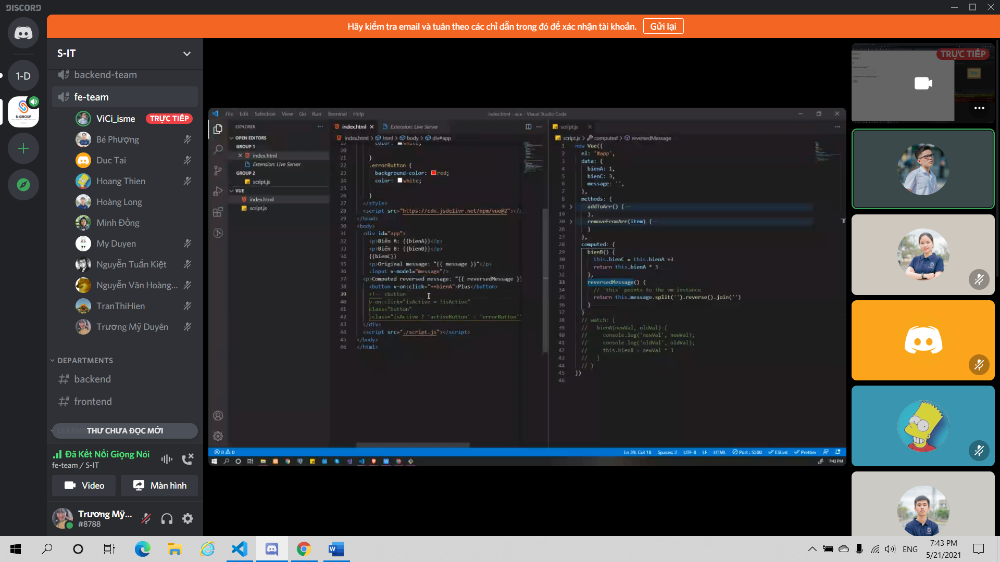 DISCORD
Hãy kiểm tra email và tuân theo các chỉ dẫn trong đó để xác nhận tài khoản.
Gửi lại
S-IT
1-D
S-GROUP
backend-team
fe-team
ViCi_isme
TRỰC TIẾP
Bé Phượng
Duc Tai
Hoang Thien
Hoàng Long
Minh Đồng
My Duyen
Nguyễn Tuấn Kiệt
Nguyễn Văn Hoàng...
TranThiHien
Trương Mỹ Duyên
DEPARTMENTS
backend
frontend
THƯ CHƯA ĐỌC MỚI
Đã Kết Nối Giọng Nói
fe-team / S-IT
Video
Màn hình
Trương Mỹ...
#8788
File Edit Selection View Go Run Terminal Help
index.html - vue - Visual Studio Code
EXPLORER
OPEN EDITORS
GROUP 1
index.html
Extension: Live Server
GROUP 2
script.js
VUE
index.html
script.js
index.html
Extension: Live Server
index.html > html > body > div#app
20
21 }
22 .errorButton {
23 background-color: red;
24 color: white;
25
26 }
27 </style>
28 <script src="https://cdn.jsdelivr.net/npm/vue@2"></s
29 </head>
30 <body>
31 <div id="app">
32 <p>Biến A: {{bienA}}</p>
33 <p>Biến B: {{bienB}}</p>
34 {{bienC}}
35 <p>Original message: "{{ message }}"</p>
36 <input v-model="message"/>
37 <p>Computed reversed message: "{{ reversedMessage }}
38 <button v-on:click="++bienA">Plus</button>
39 <!-- <button
40 v-on:click="isActive = !isActive"
41 class="button"
42 :class="isActive ? 'activeButton' : 'errorButton'"
43 </div>
44 <script src="./script.js"></script>
45 </body>
46 </html>
script.js
script.js > computed > reversedMessage
1 new Vue({
2 el: '#app',
3 data: {
4 bienA: 1,
5 bienC: 3,
6 message: '',
7 },
8 methods: {
9 addToArr() {···
19 },
20 removeFromArr(item) {···
26 }
27 },
28 computed: {
29 bienB() {
30 this.bienC = this.bienA +3
31 return this.bienA * 3
32 },
33 reversedMessage() {
34 // `this` points to the vm instance
35 return this.message.split('').reverse().join('')
36 }
37 }
38 // watch: {
39 // bienA(newVal, oldVal) {
40 // console.log('newVal', newVal);
41 // console.log('oldVal', oldVal);
42 // this.bienB = newVal * 3
43 // }
44 // }
45 })
46
0 0
Ln 39, Col 18 Spaces: 2 UTF-8 LF HTML Port : 5500 ESLint Prettier
7:43 PM
TRỰC TIẾP
ENG
7:43 PM
5/21/2021